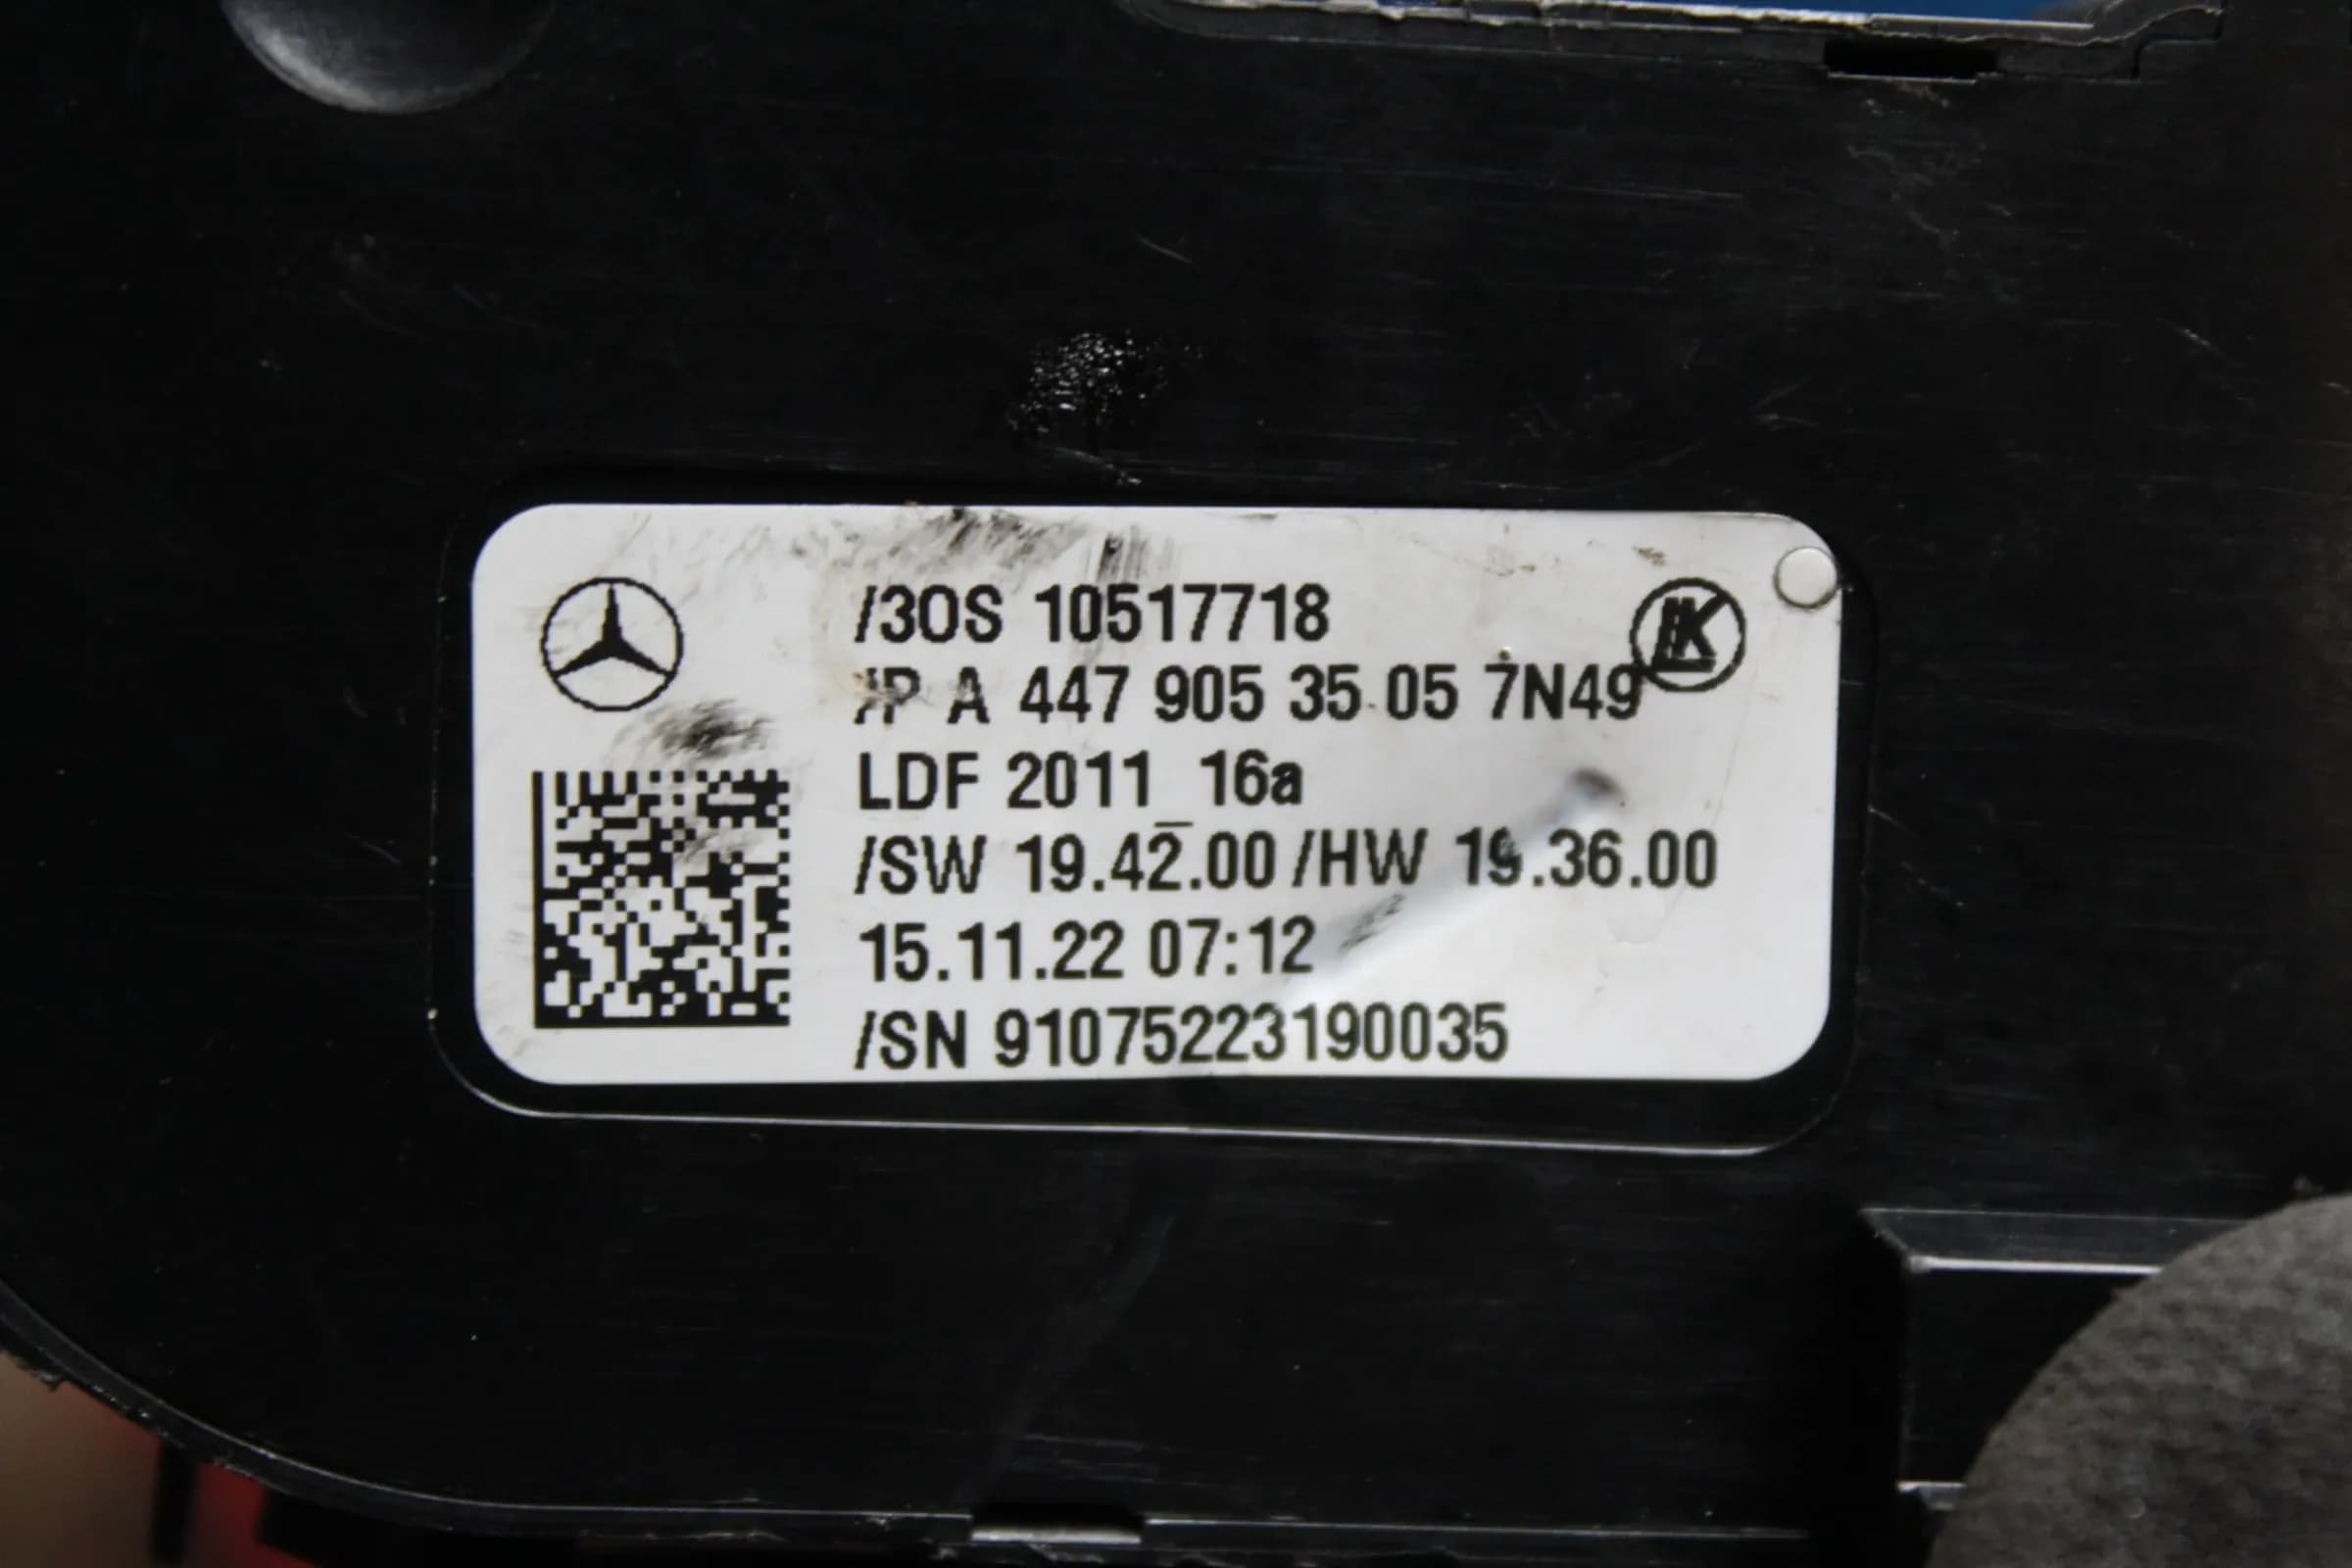 /3OS 10517718
/P A 447 905 35 05 7N49
LDF 2011_16a
/SW 19.42.00 /HW 19.36.00
15.11.22 07:12
/SN 91075223190035